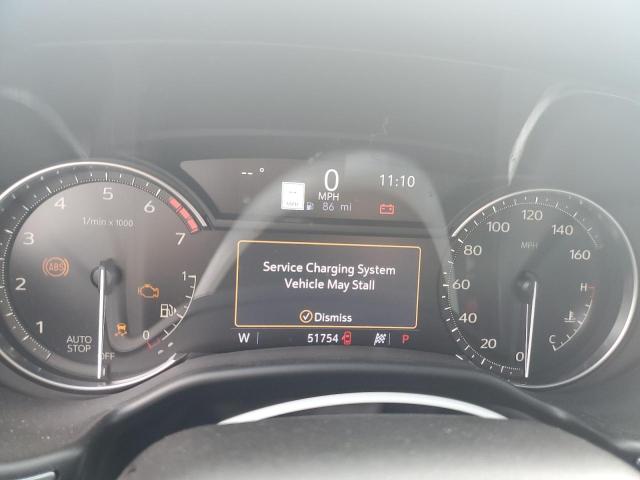 -- °
0
MPH
11:10
86 mi
1/min x 1000
1
2
3
4
5
6
7
ABS
AUTO
STOP
OFF
1
0
Service Charging System
Vehicle May Stall
Dismiss
W
51754
P
MPH
0
20
40
60
80
100
120
140
160
H
C